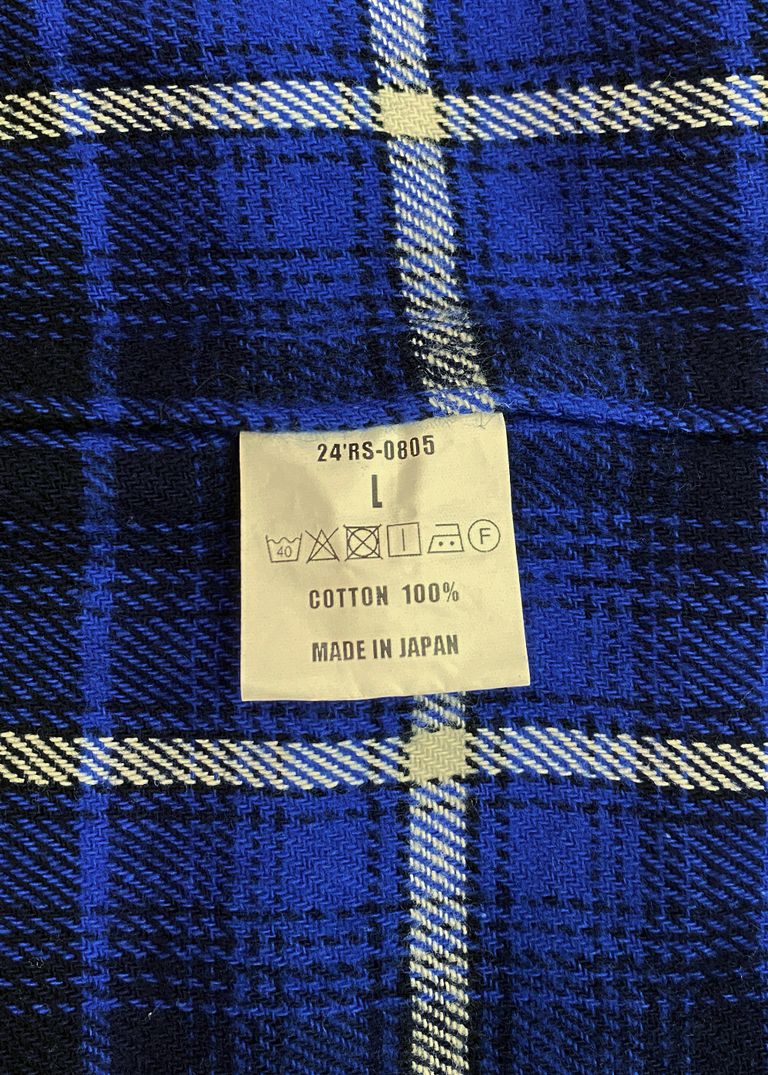 24'RS-0805
L
40 F
COTTON 100%
MADE IN JAPAN